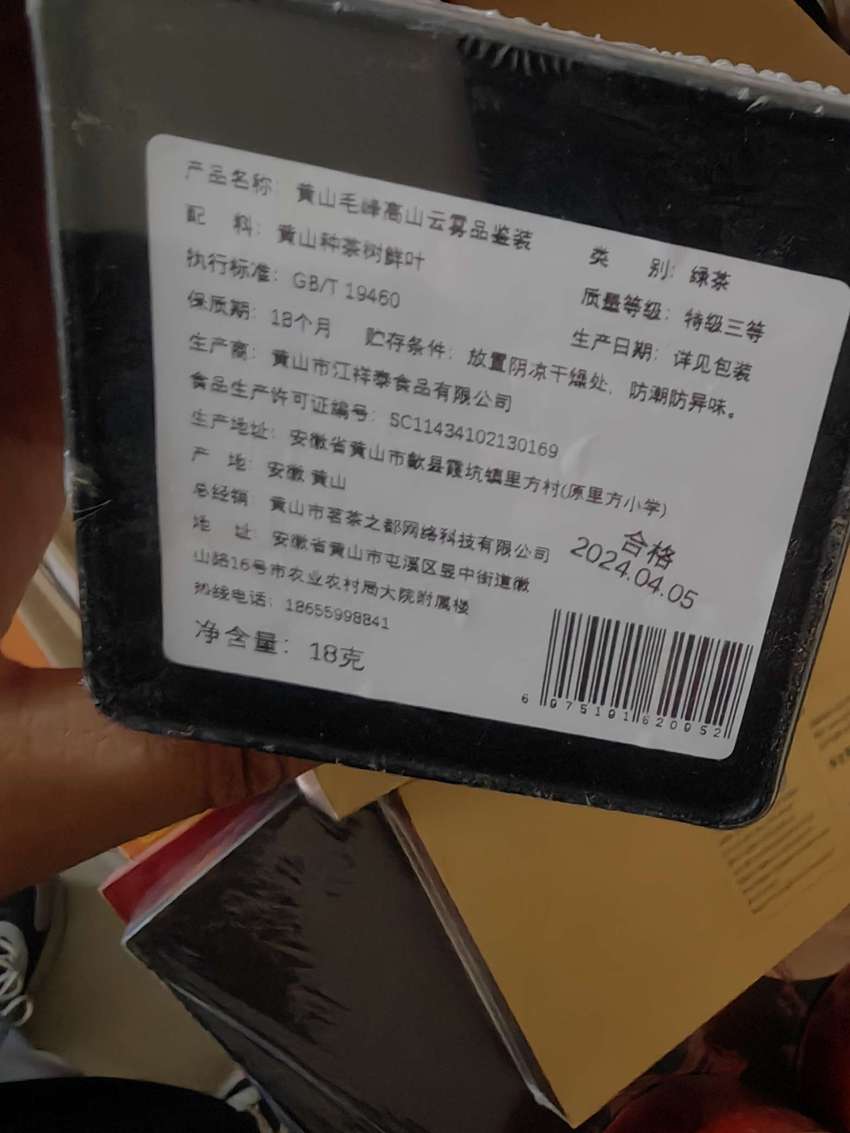 产品名称：黄山毛峰高山云雾品鉴装
类 别：绿茶
配 料：黄山种茶树鲜叶
质量等级：特级三等
执行标准：GB/T 19460
生产日期：详见包装
保质期：18个月
贮存条件：放置阴凉干燥处，防潮防异味。
生产商：黄山市江祥泰食品有限公司
食品生产许可证编号：SC11434102130169
生产地址：安徽省黄山市歙县霞坑镇里方村(原里方小学)
产 地：安徽 黄山
总经销：黄山市茗茶之都网络科技有限公司
地 址：安徽省黄山市屯溪区昱中街道徽
山路16号市农业农村局大院附属楼
热线电话：18655998841
净含量：18克
合格
2024.04.05
6 975191 620952